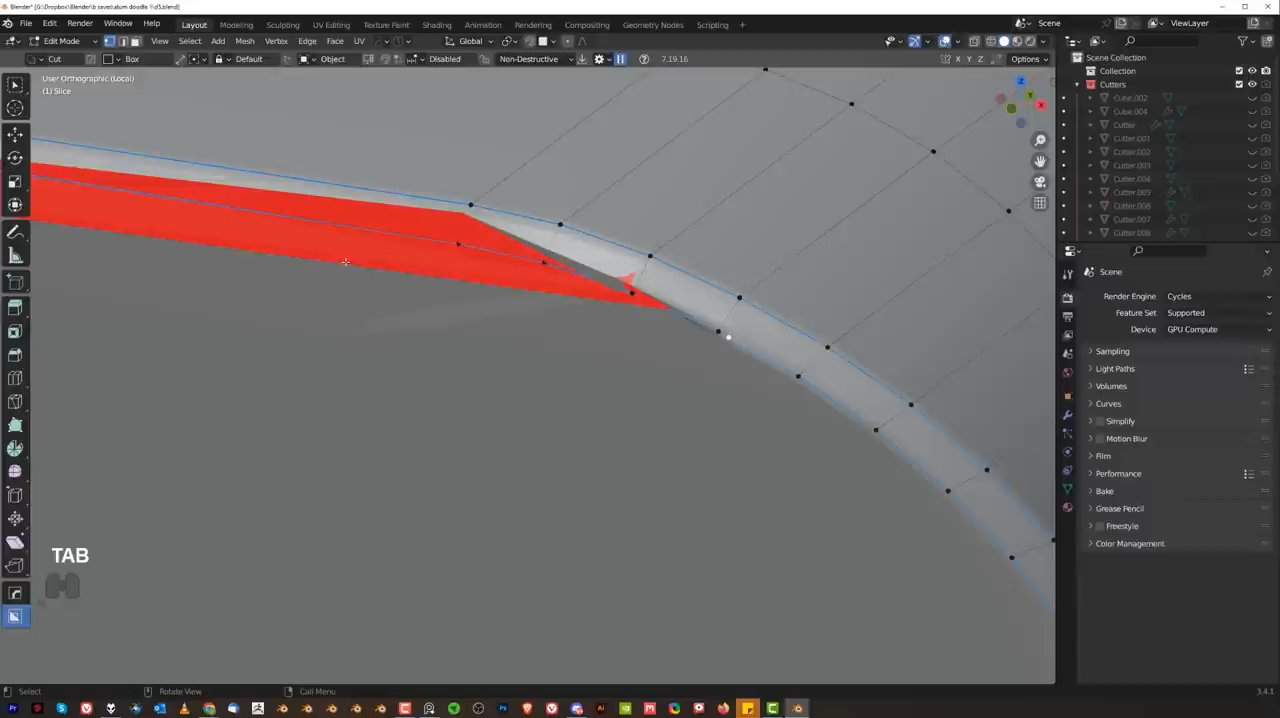 Blender* [G:\Dropbox\Blender\b saves\alum doodle \\d5.blend]
File Edit Render Window Help Layout Modeling Sculpting UV Editing Texture Paint Shading Animation Rendering Compositing Geometry Nodes Scripting + Scene ViewLayer
Edit Mode View Select Add Mesh Vertex Edge Face UV Global
Cut Box Default Object Disabled Non-Destructive 7.19.16 X Y Z Options
User Orthographic (Local)
(1) Slice
Z
Y
X
TAB
Scene Collection
Collection
Cutters
Cube.002
Cube.004
Cutter
Cutter.001
Cutter.002
Cutter.003
Cutter.004
Cutter.005
Cutter.006
Cutter.007
Cutter.008
Scene
Render Engine Cycles
Feature Set Supported
Device GPU Compute
Sampling
Light Paths
Volumes
Curves
Simplify
Motion Blur
Film
Performance
Bake
Grease Pencil
Freestyle
Color Management
Select Rotate View Call Menu 3.4.1